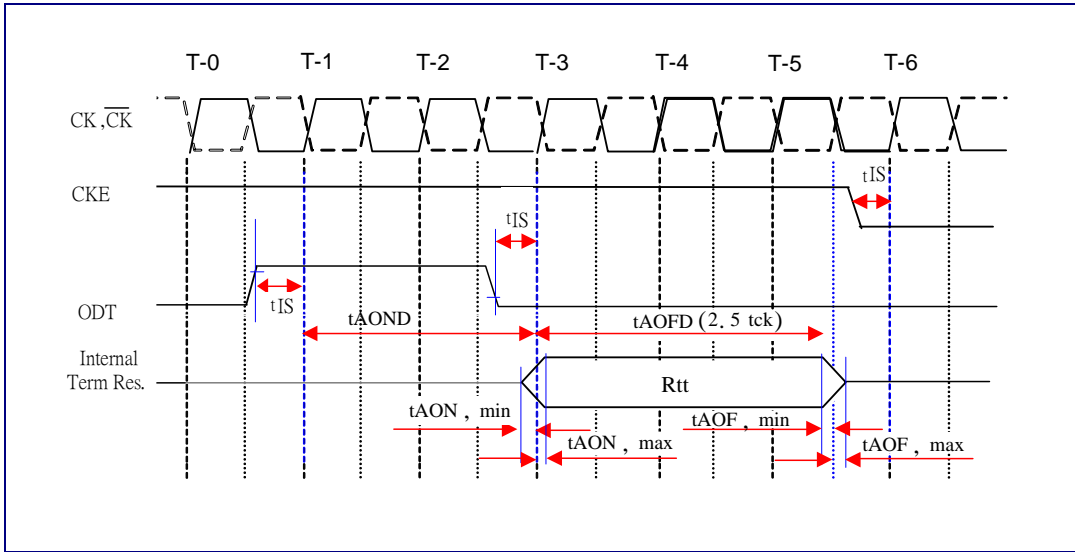 T-0 T-1 T-2 T-3 T-4 T-5 T-6
CK ,C̅K̅
tIS
CKE
tIS
tIS
ODT
tAOND tAOFD (2. 5 tck)
Internal
Term Res.
Rtt
tAON , min tAOF , min
tAON , max tAOF , max